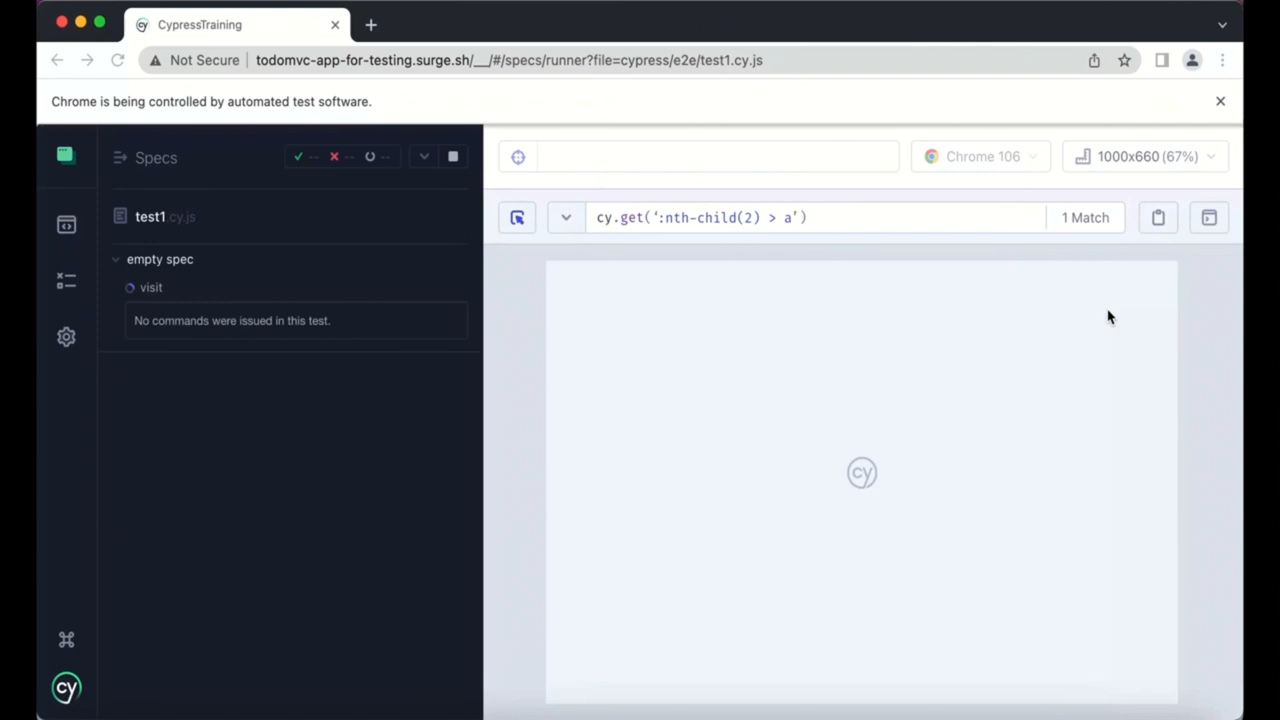 CypressTraining
Not Secure
todomvc-app-for-testing.surge.sh/__/#/specs/runner?file=cypress/e2e/test1.cy.js
Chrome is being controlled by automated test software.
Specs
-- -- --
Chrome 106
1000x660 (67%)
test1.cy.js
cy.get(‘:nth-child(2) > a’)
1 Match
empty spec
visit
No commands were issued in this test.
cy
cy